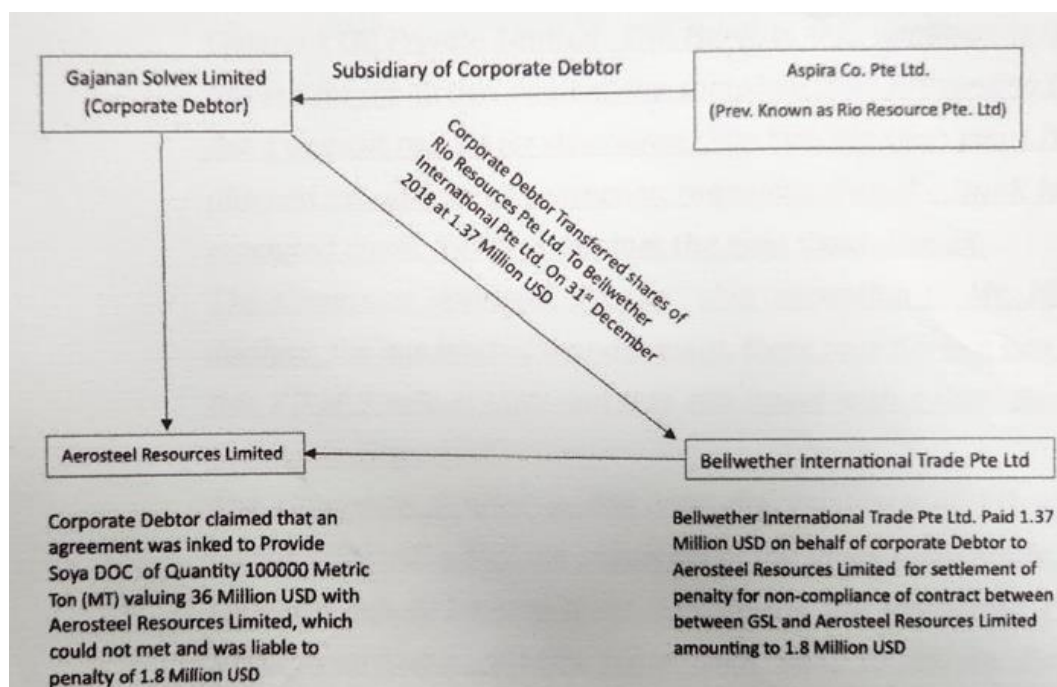 Gajanan Solvex Limited
(Corporate Debtor)
Subsidiary of Corporate Debtor
Aspira Co. Pte Ltd.
(Prev. Known as Rio Resource Pte. Ltd)
Corporate Debtor Transferred shares of
Rio Resources Pte Ltd. To Bellwether
International Pte Ltd. On 31st December
2018 at 1.37 Million USD
Aerosteel Resources Limited
Bellwether International Trade Pte Ltd
Corporate Debtor claimed that an
agreement was inked to Provide
Soya DOC of Quantity 100000 Metric
Ton (MT) valuing 36 Million USD with
Aerosteel Resources Limited, which
could not met and was liable to
penalty of 1.8 Million USD
Bellwether International Trade Pte Ltd. Paid 1.37
Million USD on behalf of corporate Debtor to
Aerosteel Resources Limited for settlement of
penalty for non-compliance of contract between
between GSL and Aerosteel Resources Limited
amounting to 1.8 Million USD